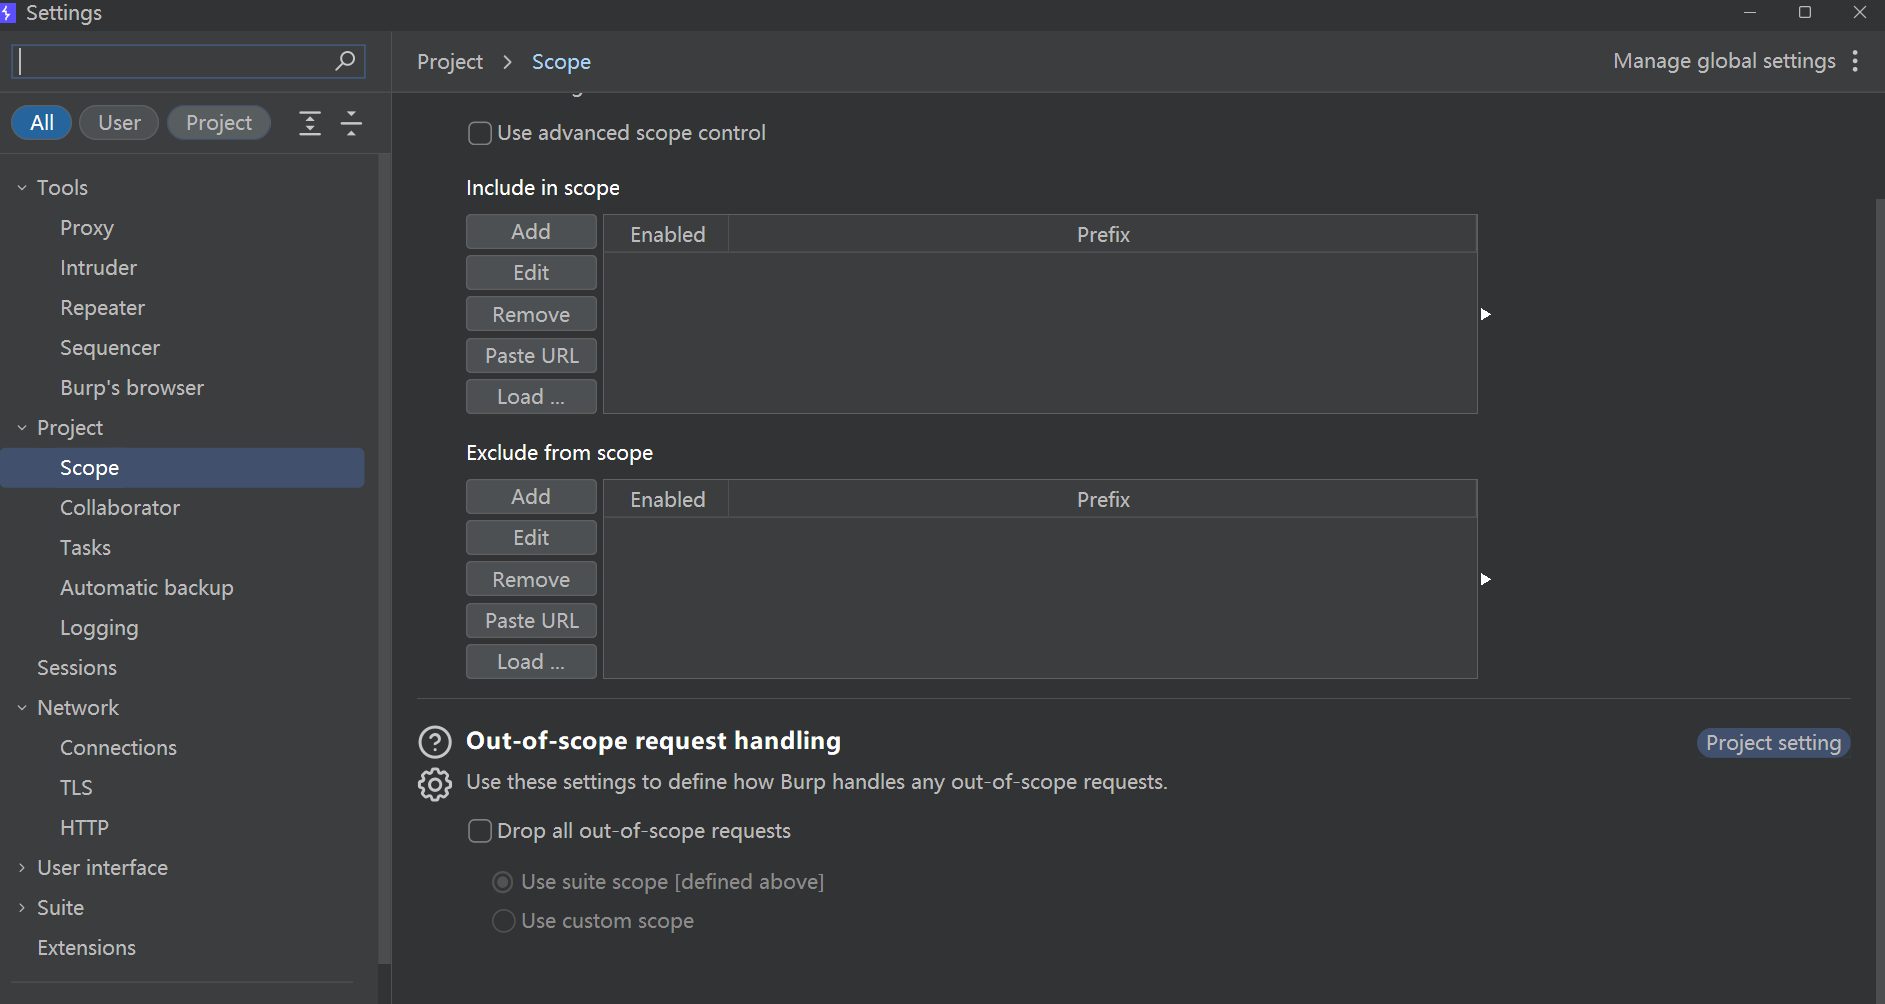 Settings
Project > Scope
Manage global settings
All
User
Project
Tools
Proxy
Intruder
Repeater
Sequencer
Burp's browser
Project
Scope
Collaborator
Tasks
Automatic backup
Logging
Sessions
Network
Connections
TLS
HTTP
User interface
Suite
Extensions
Use advanced scope control
Include in scope
Add
Edit
Remove
Paste URL
Load ...
Enabled
Prefix
Exclude from scope
Add
Edit
Remove
Paste URL
Load ...
Enabled
Prefix
Out-of-scope request handling
Project setting
Use these settings to define how Burp handles any out-of-scope requests.
Drop all out-of-scope requests
Use suite scope [defined above]
Use custom scope